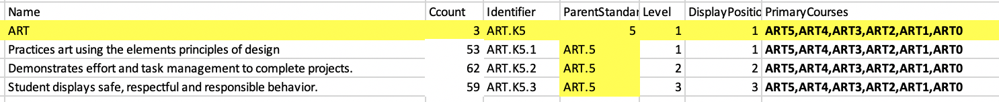 Name Ccount Identifier ParentStandar Level DisplayPositic PrimaryCourses
ART 3 ART.K5 5 1 1 ART5,ART4,ART3,ART2,ART1,ART0
Practices art using the elements principles of design 53 ART.K5.1 ART.5 1 1 ART5,ART4,ART3,ART2,ART1,ART0
Demonstrates effort and task management to complete projects. 62 ART.K5.2 ART.5 2 2 ART5,ART4,ART3,ART2,ART1,ART0
Student displays safe, respectful and responsible behavior. 59 ART.K5.3 ART.5 3 3 ART5,ART4,ART3,ART2,ART1,ART0